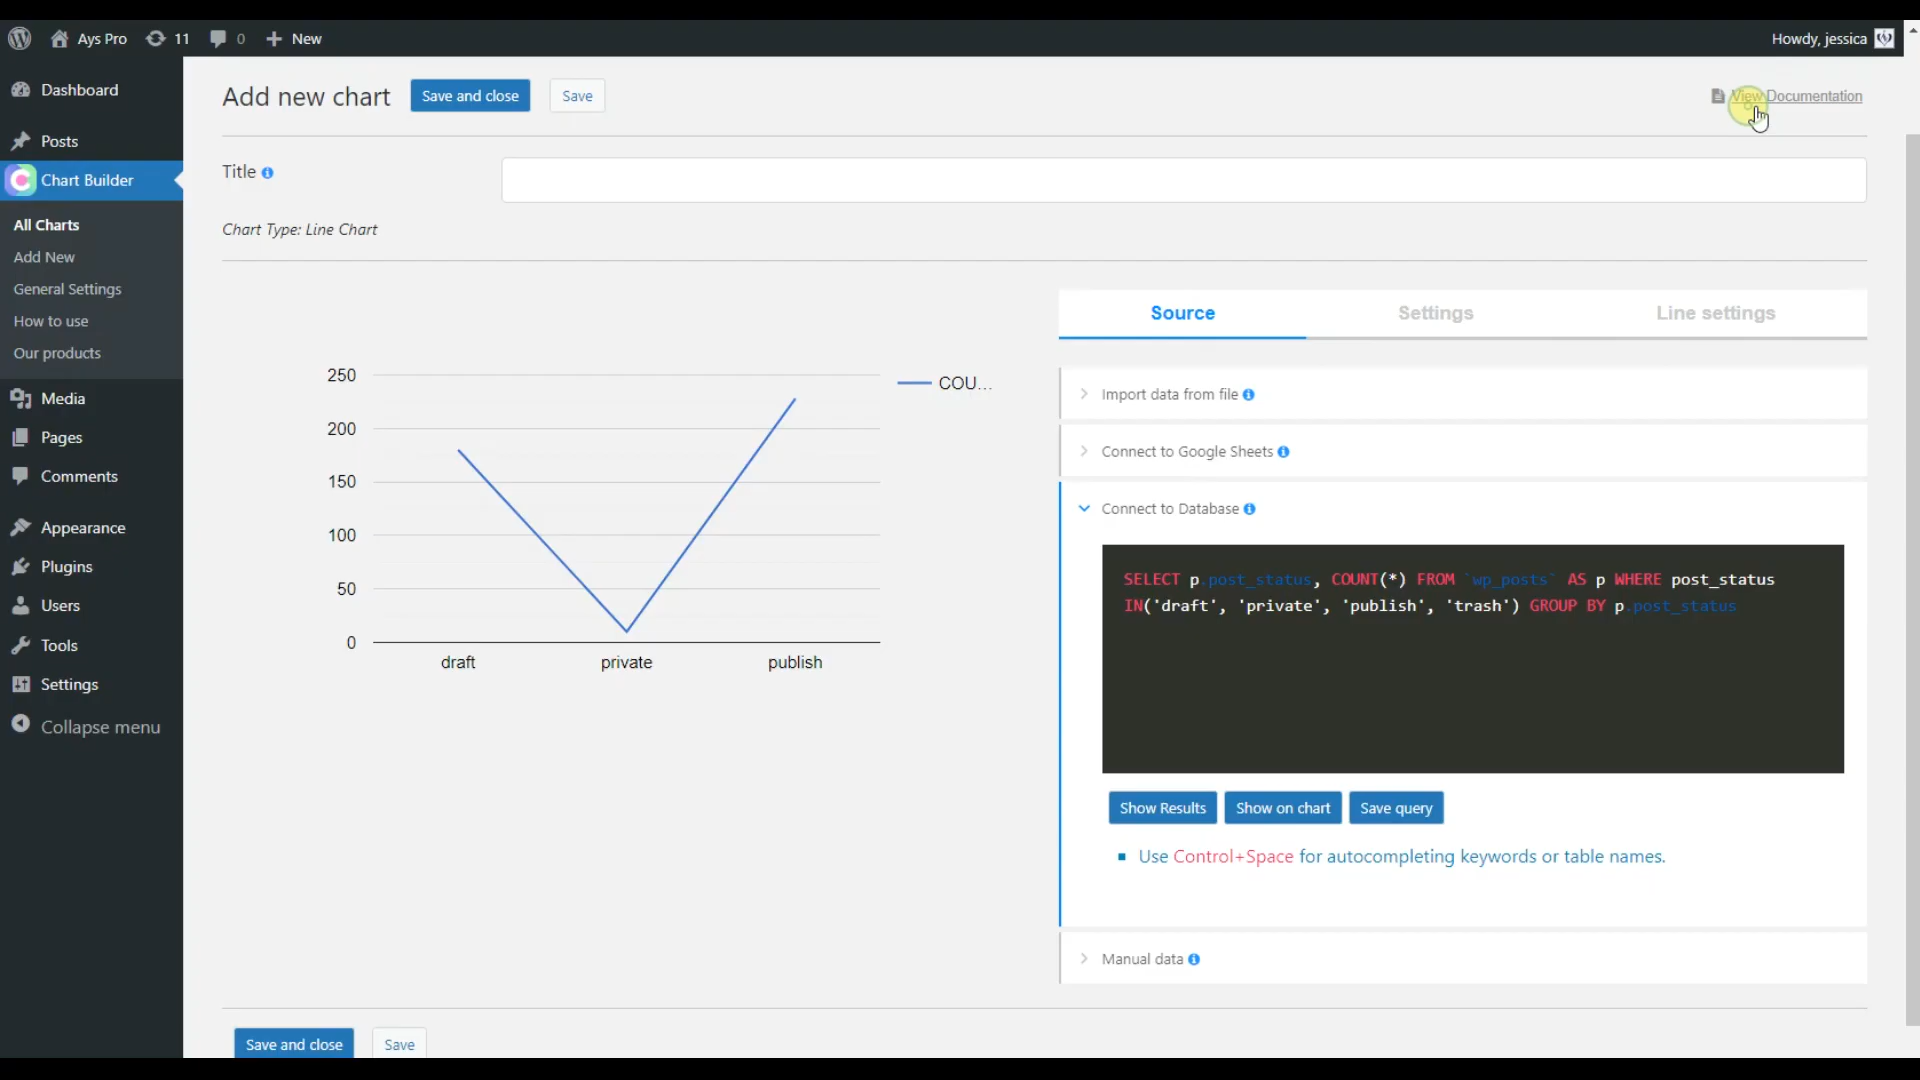 Ays Pro 11 0 New Howdy, jessica
Dashboard
Posts
Chart Builder
All Charts
Add New
General Settings
How to use
Our products
Media
Pages
Comments
Appearance
Plugins
Users
Tools
Settings
Collapse menu
Add new chart Save and close Save View Documentation
Title
Chart Type: Line Chart
250
200
150
100
50
0
draft private publish
COU...
Source Settings Line settings
Import data from file
Connect to Google Sheets
Connect to Database
SELECT p.post_status, COUNT(*) FROM `wp_posts` AS p WHERE post_status
IN('draft', 'private', 'publish', 'trash') GROUP BY p.post_status
Show Results Show on chart Save query
Use Control+Space for autocompleting keywords or table names.
Manual data
Save and close Save